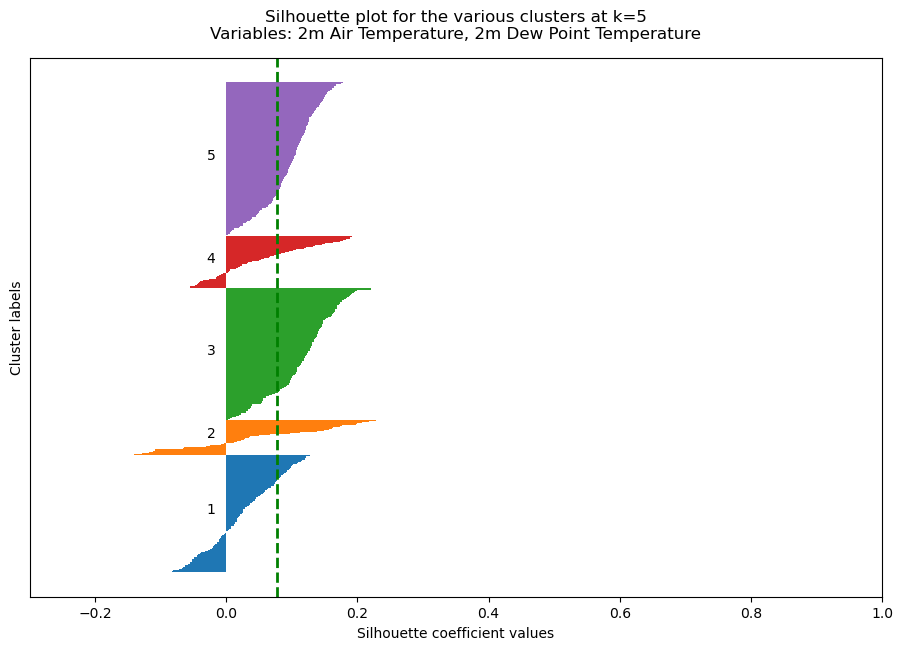 Silhouette plot for the various clusters at k=5
Variables: 2m Air Temperature, 2m Dew Point Temperature
5
4
3
2
1
Cluster labels
−0.2 0.0 0.2 0.4 0.6 0.8 1.0
Silhouette coefficient values